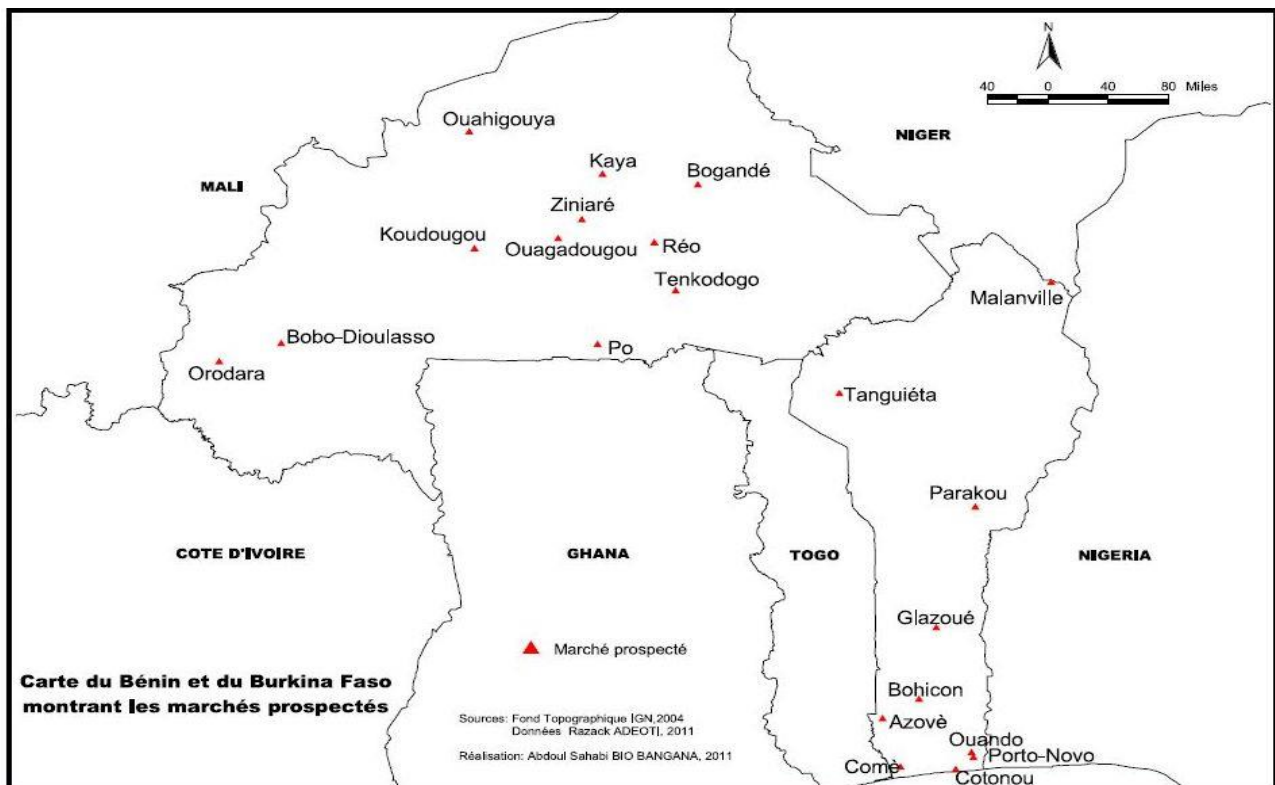 N
40 0 40 80 Miles
Ouahigouya
NIGER
Kaya
Bogandé
MALI
Ziniaré
Koudougou
Ouagadougou
Réo
Tenkodogo
Malanville
Bobo-Dioulasso
Po
Orodara
Tanguiéta
Parakou
COTE D'IVOIRE
GHANA
TOGO
NIGERIA
Glazoué
Marché prospecté
Carte du Bénin et du Burkina Faso
montrant les marchés prospectés
Bohicon
Azovè
Sources: Fond Topographique IGN,2004
Données Razack ADEOTI, 2011
Réalisation: Abdoul Sahabi BIO BANGANA, 2011
Ouando
Porto-Novo
Comè
Cotonou